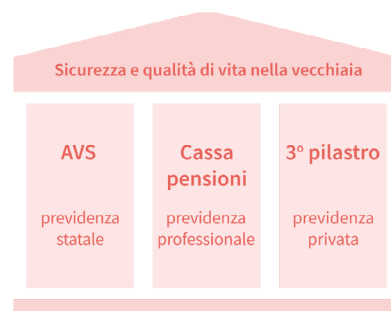 Sicurezza e qualità di vita nella vecchiaia
AVS
previdenza
statale
Cassa
pensioni
previdenza
professionale
3º pilastro
previdenza
privata